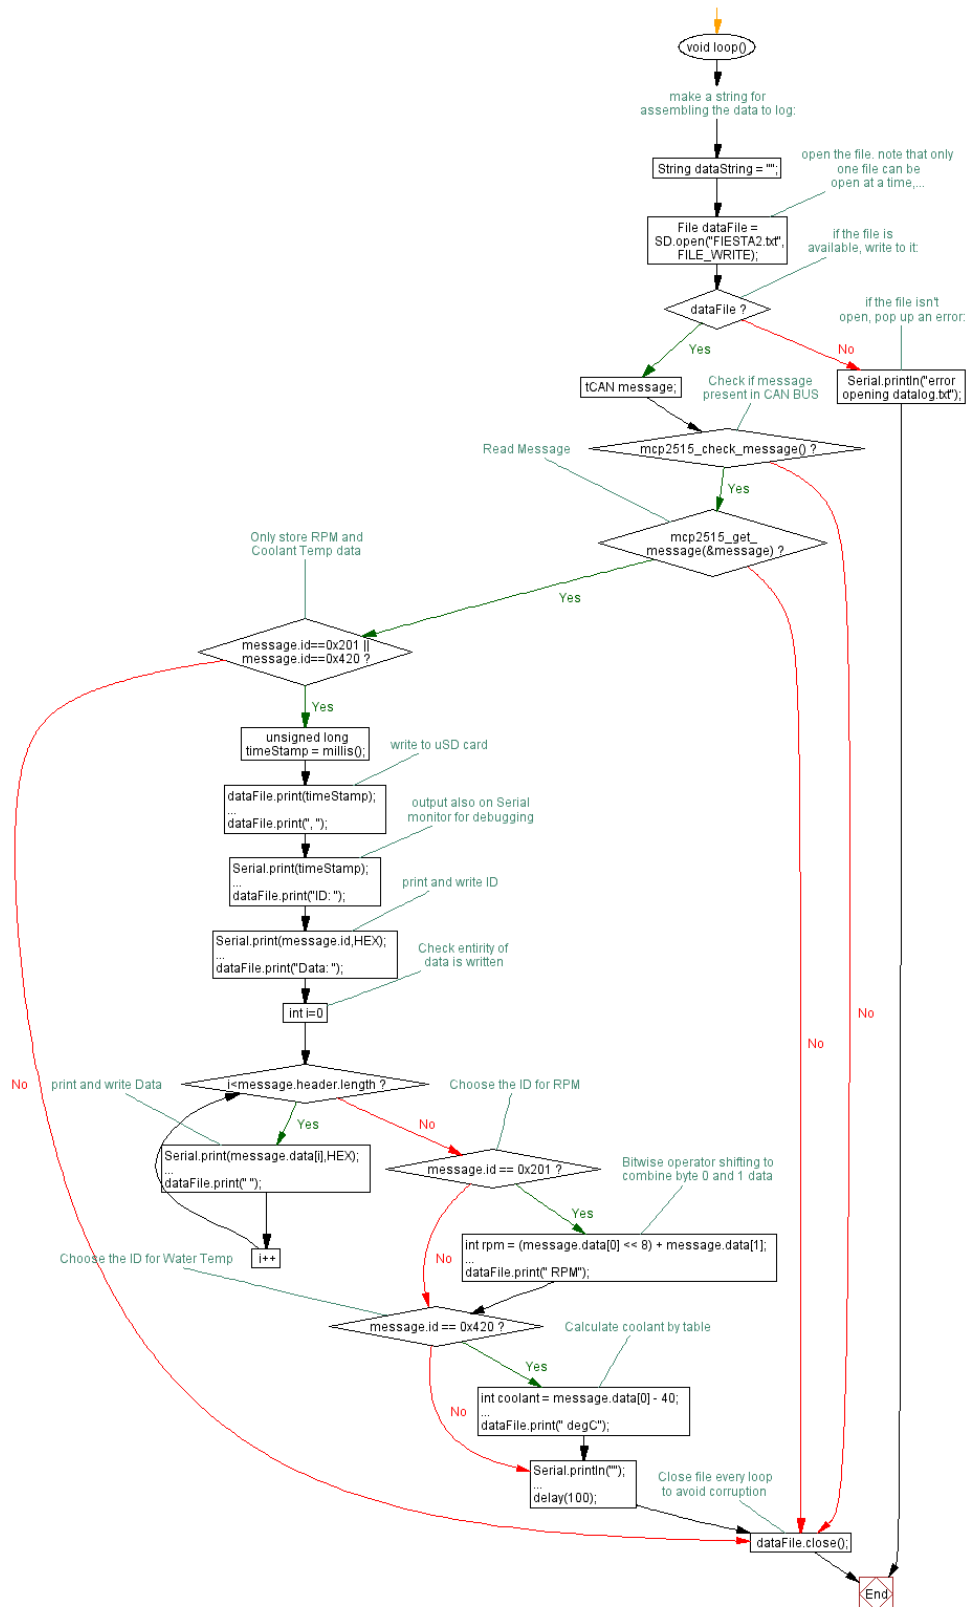 void loop()
make a string for
assembling the data to log:
String dataString = "";
open the file. note that only
one file can be
open at a time,...
File dataFile =
SD.open("FIESTA2.txt",
FILE_WRITE);
if the file is
available, write to it:
dataFile ?
if the file isn't
open, pop up an error:
Yes
No
tCAN message;
Check if message
present in CAN BUS
Serial.println("error
opening datalog.txt");
Read Message
mcp2515_check_message() ?
Yes
Only store RPM and
Coolant Temp data
mcp2515_get_
message(&message) ?
Yes
message.id==0x201 ||
message.id==0x420 ?
Yes
unsigned long
timeStamp = millis();
write to uSD card
dataFile.print(timeStamp);
...
dataFile.print(", ");
output also on Serial
monitor for debugging
Serial.print(timeStamp);
...
dataFile.print("ID: ");
print and write ID
Serial.print(message.id,HEX);
...
dataFile.print("Data: ");
Check entirity of
data is written
int i=0
No
No
No
print and write Data
i<message.header.length ?
Choose the ID for RPM
Yes
No
Serial.print(message.data[i],HEX);
...
dataFile.print(" ");
message.id == 0x201 ?
Bitwise operator shifting to
combine byte 0 and 1 data
Yes
int rpm = (message.data[0] << 8) + message.data[1];
...
dataFile.print(" RPM");
i++
No
Choose the ID for Water Temp
message.id == 0x420 ?
Calculate coolant by table
Yes
No
int coolant = message.data[0] - 40;
...
dataFile.print(" degC");
Serial.println("");
...
delay(100);
Close file every loop
to avoid corruption
dataFile.close();
End